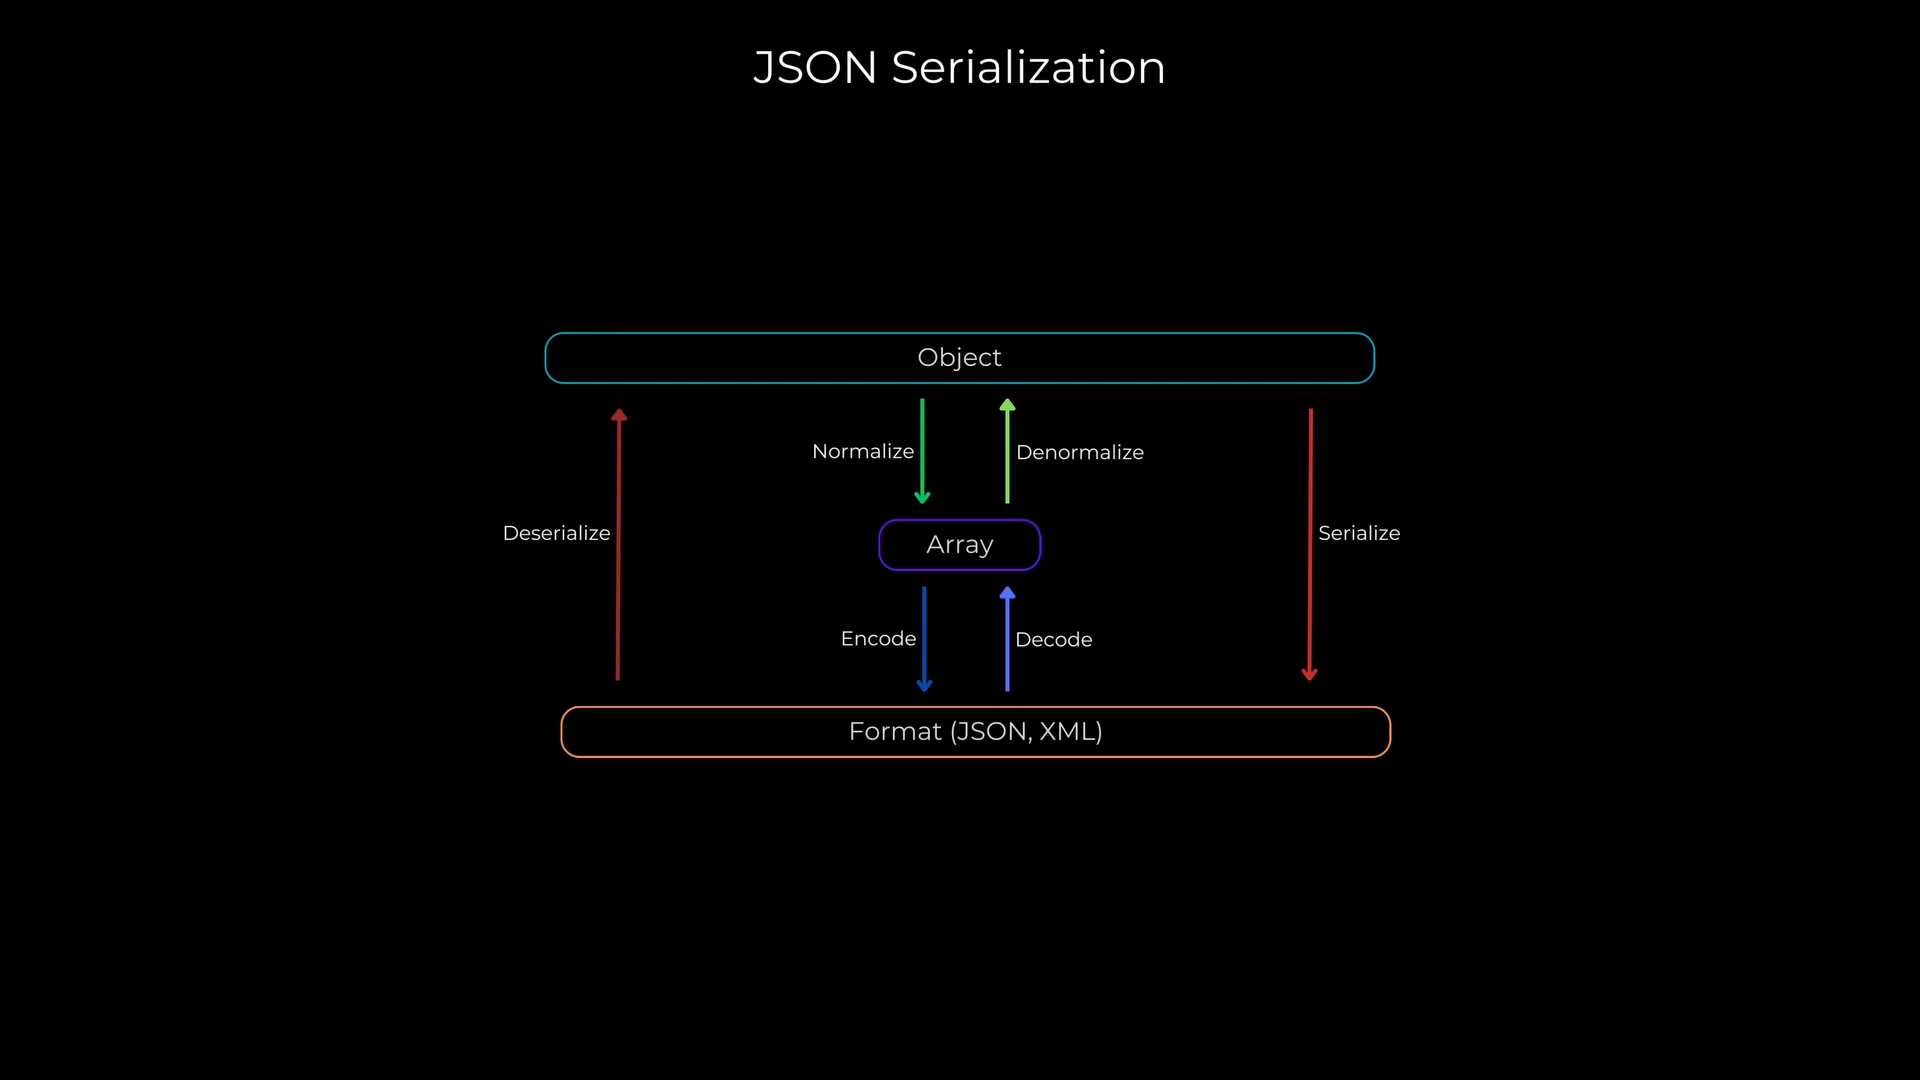 JSON Serialization
Object
Normalize
Denormalize
Deserialize
Array
Serialize
Encode
Decode
Format (JSON, XML)